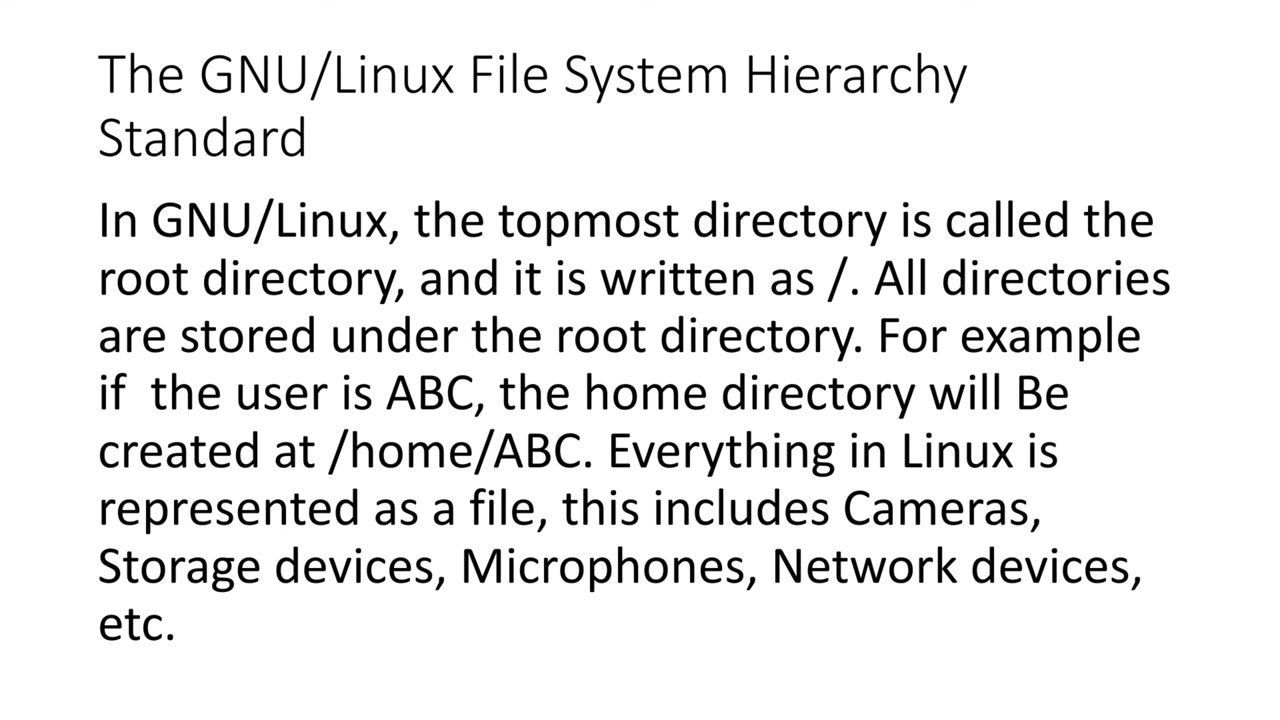 The GNU/Linux File System Hierarchy
Standard
In GNU/Linux, the topmost directory is called the
root directory, and it is written as /. All directories
are stored under the root directory. For example
if  the user is ABC, the home directory will Be
created at /home/ABC. Everything in Linux is
represented as a file, this includes Cameras,
Storage devices, Microphones, Network devices,
etc.